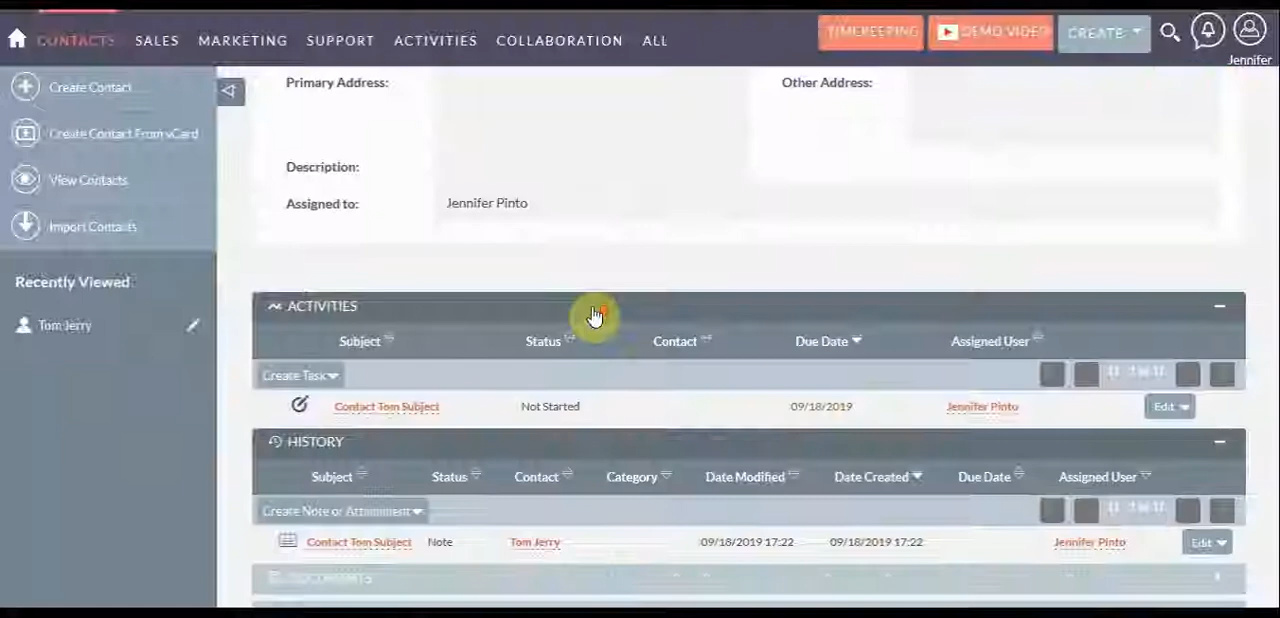 CONTACTS SALES MARKETING SUPPORT ACTIVITIES COLLABORATION ALL TIMEKEEPING DEMO VIDEO CREATE
Jennifer
Create Contact
Create Contact From vCard
View Contacts
Import Contacts
Recently Viewed
Tom Jerry
Primary Address: Other Address:
Description:
Assigned to: Jennifer Pinto
ACTIVITIES
Subject Status Contact Due Date Assigned User
Create Task
Contact Tom Subject Not Started 09/18/2019 Jennifer Pinto Edit
HISTORY
Subject Status Contact Category Date Modified Date Created Due Date Assigned User
Create Note or Attachment
Contact Tom Subject Note Tom Jerry 09/18/2019 17:22 09/18/2019 17:22 Jennifer Pinto Edit
DOCUMENTS